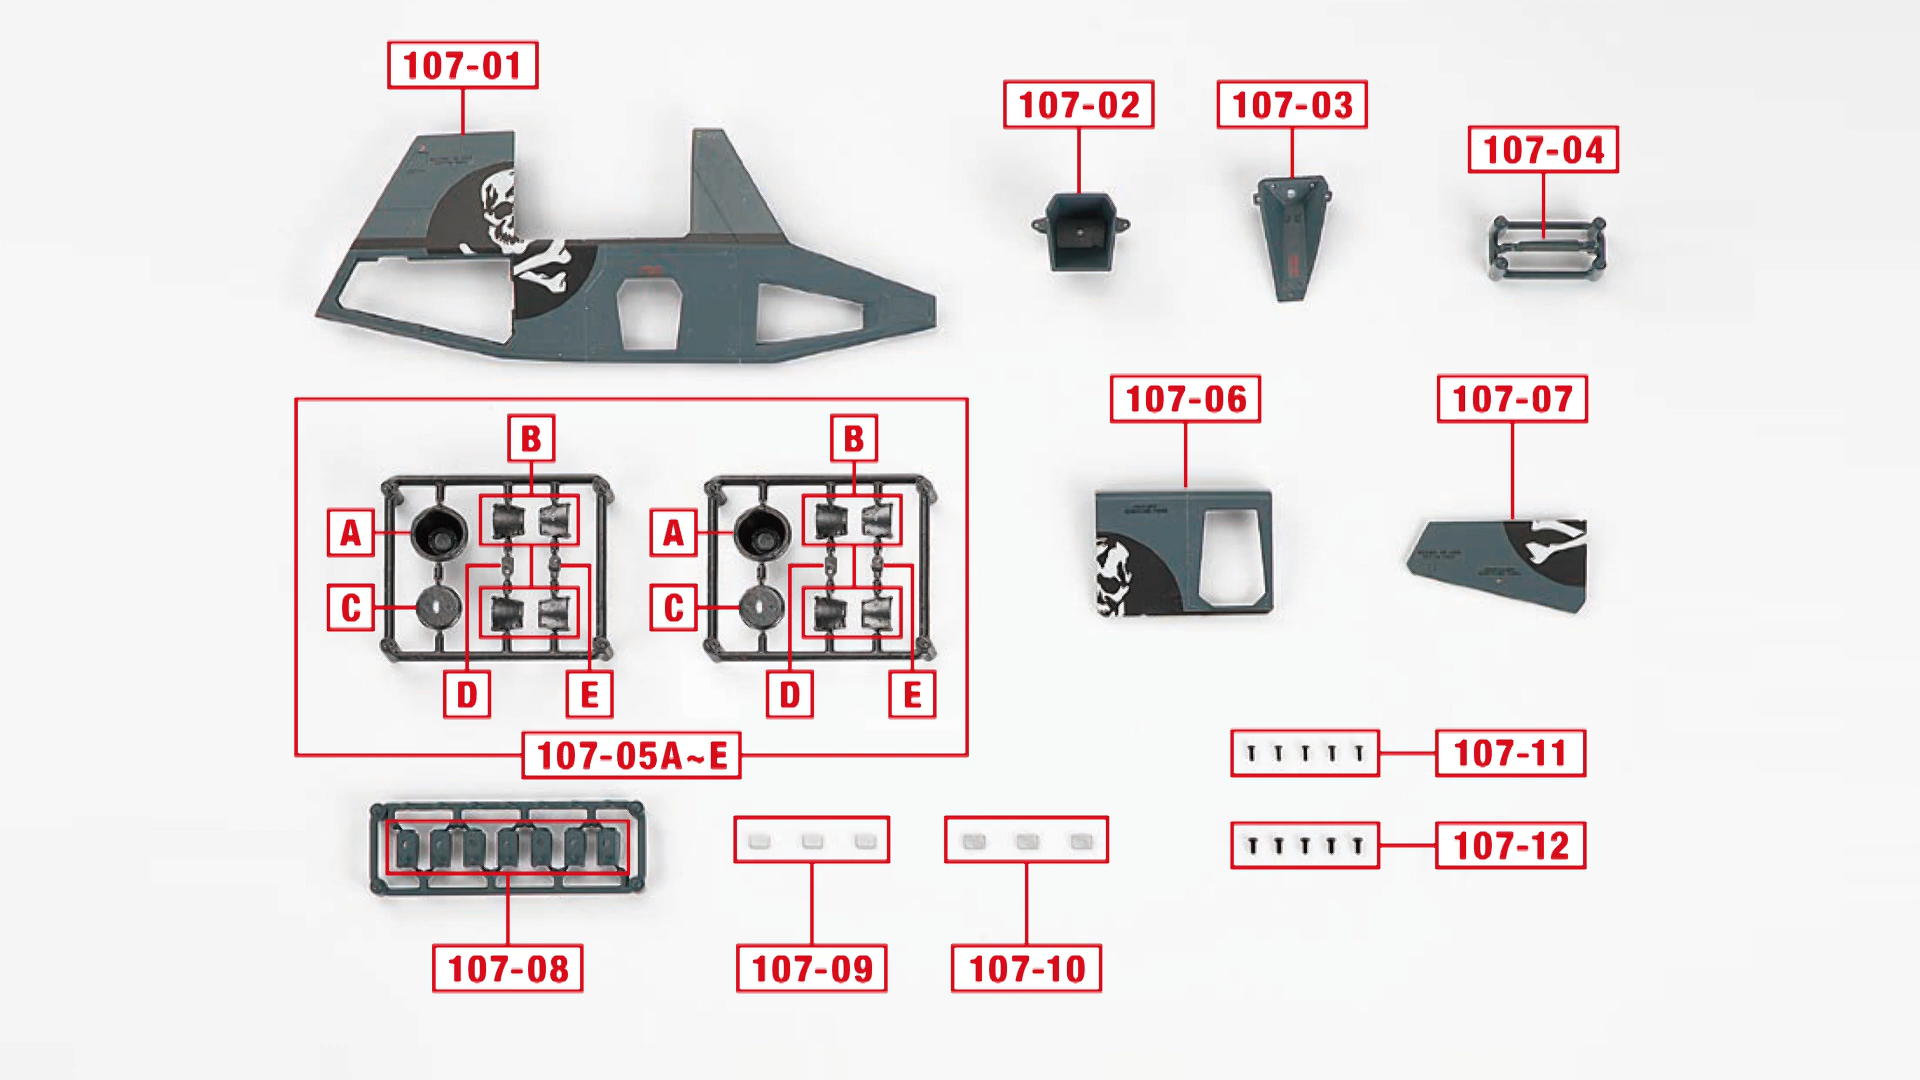 107-01
107-02
107-03
107-04
B
B
A
A
C
C
D
E
D
E
107-05A~E
107-06
107-07
107-08
107-09
107-10
107-11
107-12